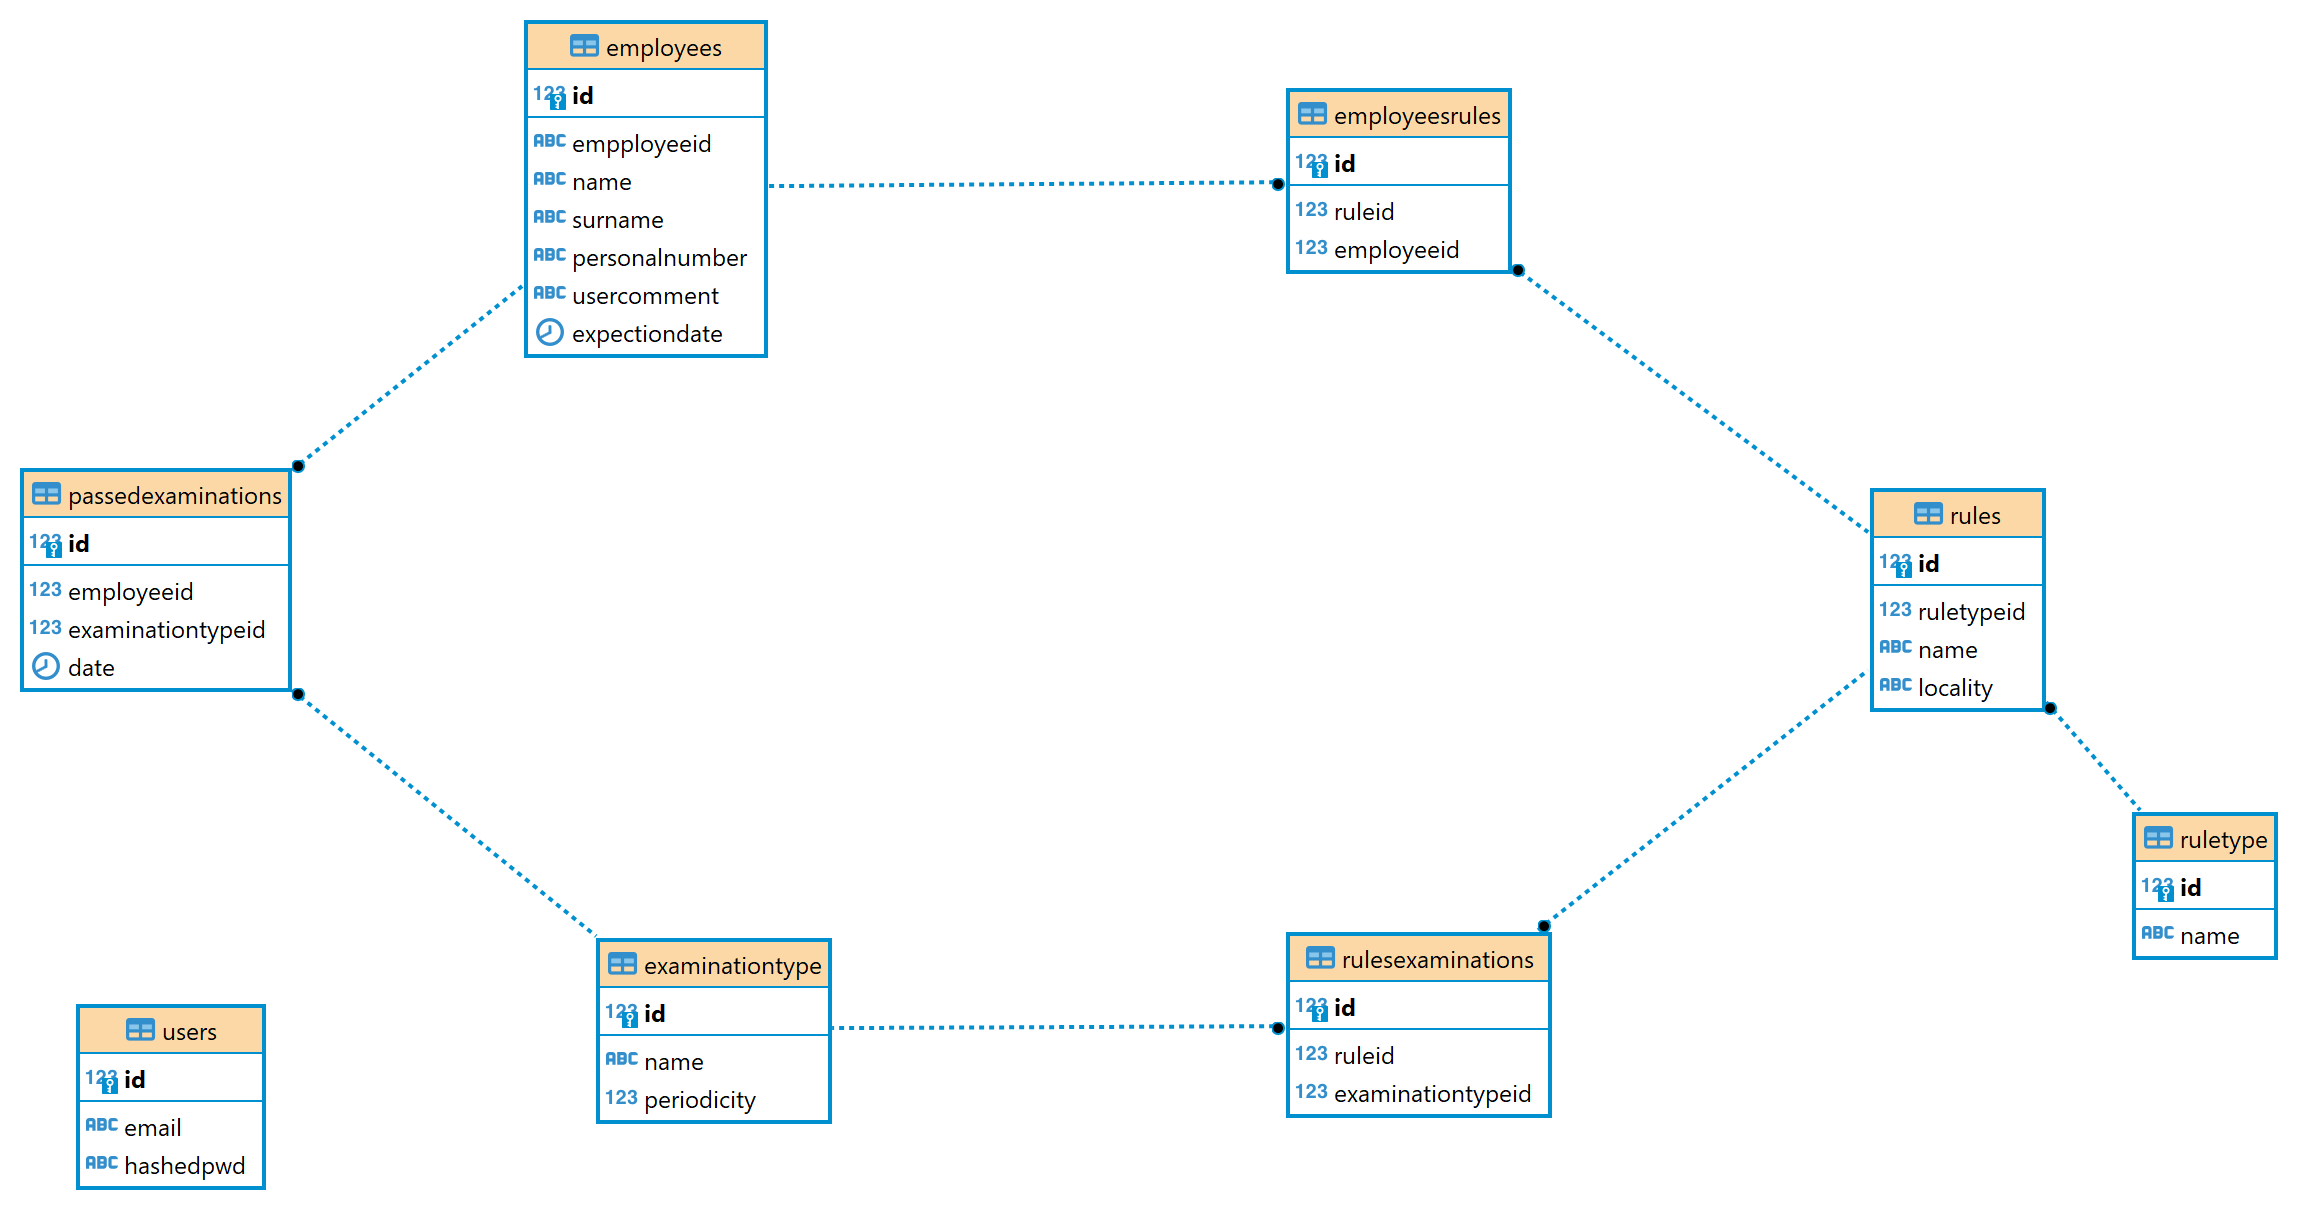 employees
123 id
ABC empployeeid
ABC name
ABC surname
ABC personalnumber
ABC usercomment
expectiondate
employeesrules
123 id
123 ruleid
123 employeeid
passedexaminations
123 id
123 employeeid
123 examinationtypeid
date
rules
123 id
123 ruletypeid
ABC name
ABC locality
ruletype
123 id
ABC name
examinationtype
123 id
ABC name
123 periodicity
rulesexaminations
123 id
123 ruleid
123 examinationtypeid
users
123 id
ABC email
ABC hashedpwd